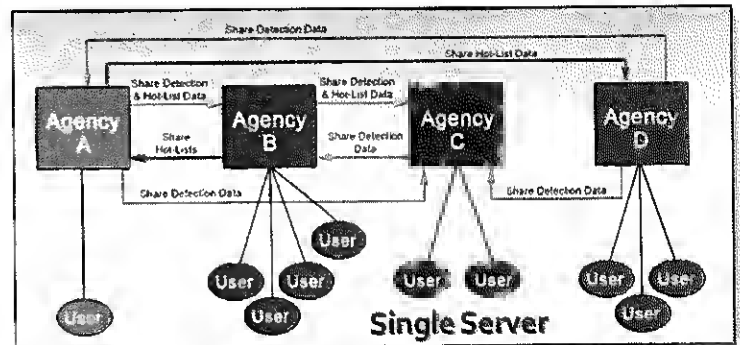 Share Detection Data
Share Hot-List Data
Share Detection
& Hot-List Data
Share Detection
& Hot-List Data
Agency
A
Agency
B
Agency
C
Agency
D
Share
Hot-Lists
Share Detection
Data
Share Detection Data
Share Detection Data
User
User
User
User
User
User
User
User
User
User
Single Server